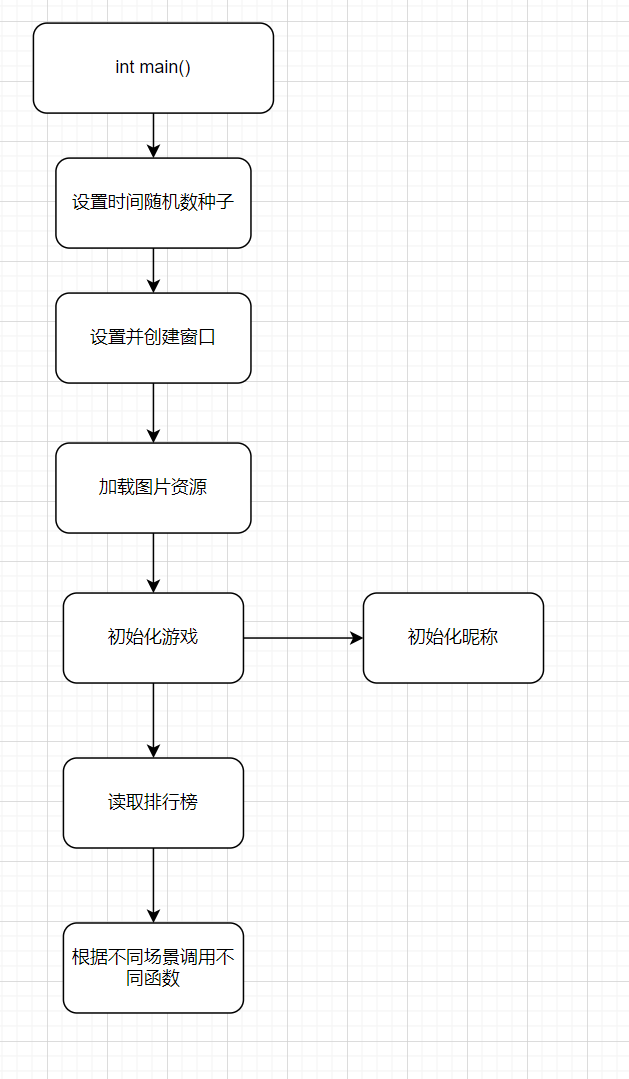 int main()
设置时间随机数种子
设置并创建窗口
加载图片资源
初始化游戏
初始化昵称
读取排行榜
根据不同场景调用不
同函数